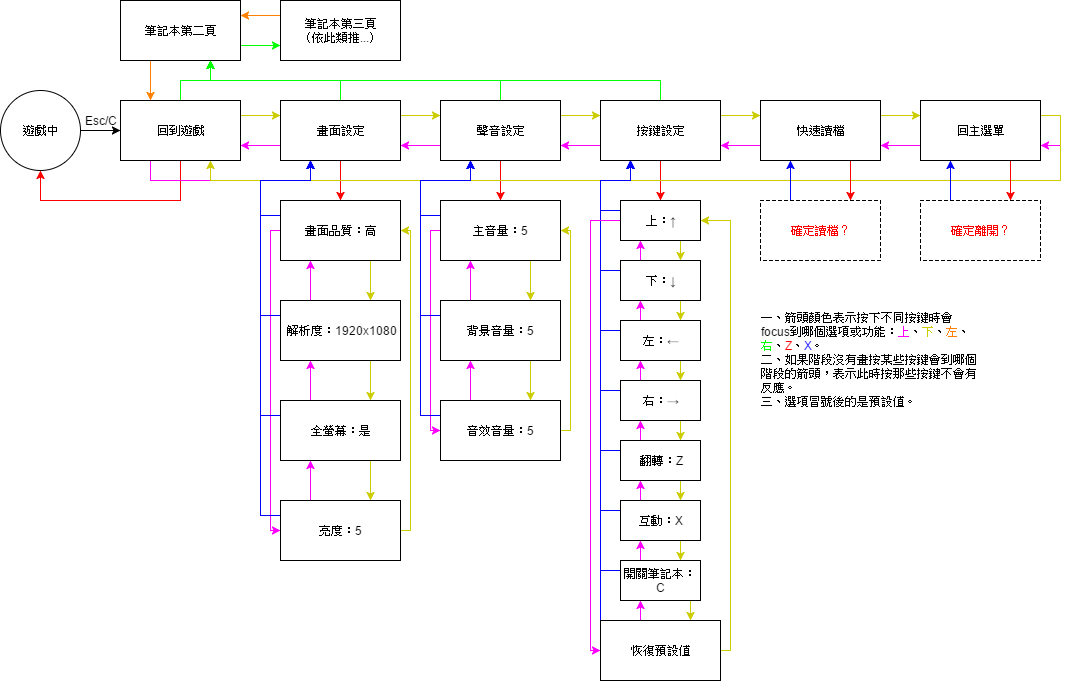 筆記本第二頁
筆記本第三頁
（依此類推...）
遊戲中
Esc/C
回到遊戲
畫面設定
聲音設定
按鍵設定
快速讀檔
回主選單
畫面品質：高
主音量：5
上：↑
確定讀檔？
確定離開？
下：↓
解析度：1920x1080
背景音量：5
左：←
一、箭頭顏色表示按下不同按鍵時會
focus到哪個選項或功能：上、下、左、
右、Z、X。
二、如果階段沒有畫按某些按鍵會到哪個
階段的箭頭，表示此時按那些按鍵不會有
反應。
三、選項冒號後的是預設值。
右：→
全螢幕：是
音效音量：5
翻轉：Z
亮度：5
互動：X
開關筆記本：
C
恢復預設值